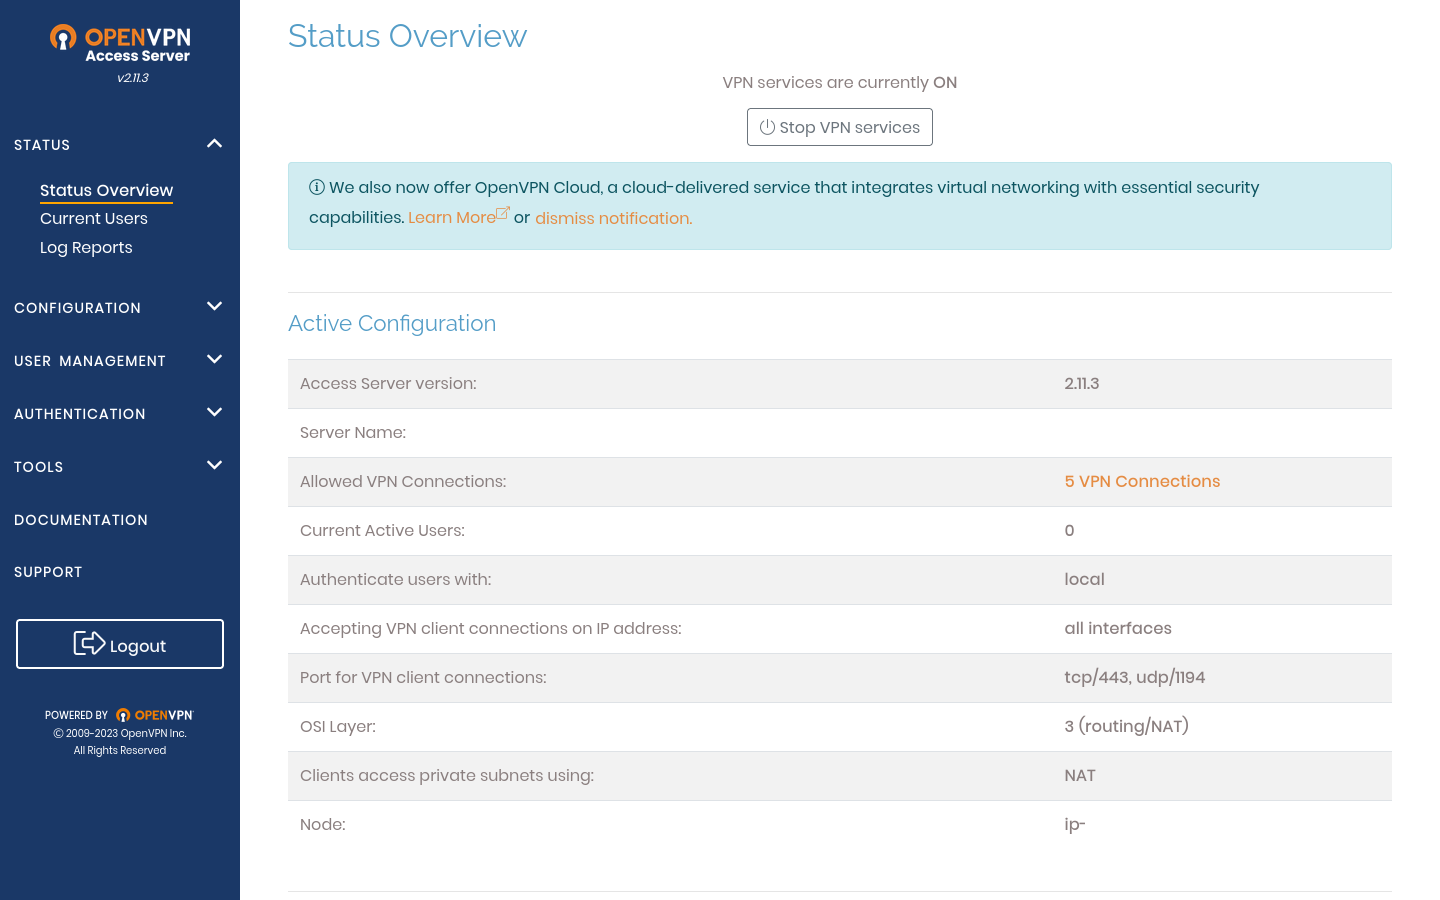 OPENVPN
Access Server
v2.11.3
STATUS
Status Overview
Current Users
Log Reports
CONFIGURATION
USER MANAGEMENT
AUTHENTICATION
TOOLS
DOCUMENTATION
SUPPORT
Logout
POWERED BY OPENVPN
© 2009-2023 OpenVPN Inc.
All Rights Reserved
Status Overview
VPN services are currently ON
Stop VPN services
We also now offer OpenVPN Cloud, a cloud-delivered service that integrates virtual networking with essential security
capabilities. Learn More or dismiss notification.
Active Configuration
Access Server version: 2.11.3
Server Name:
Allowed VPN Connections: 5 VPN Connections
Current Active Users: 0
Authenticate users with: local
Accepting VPN client connections on IP address: all interfaces
Port for VPN client connections: tcp/443, udp/1194
OSI Layer: 3 (routing/NAT)
Clients access private subnets using: NAT
Node: ip-